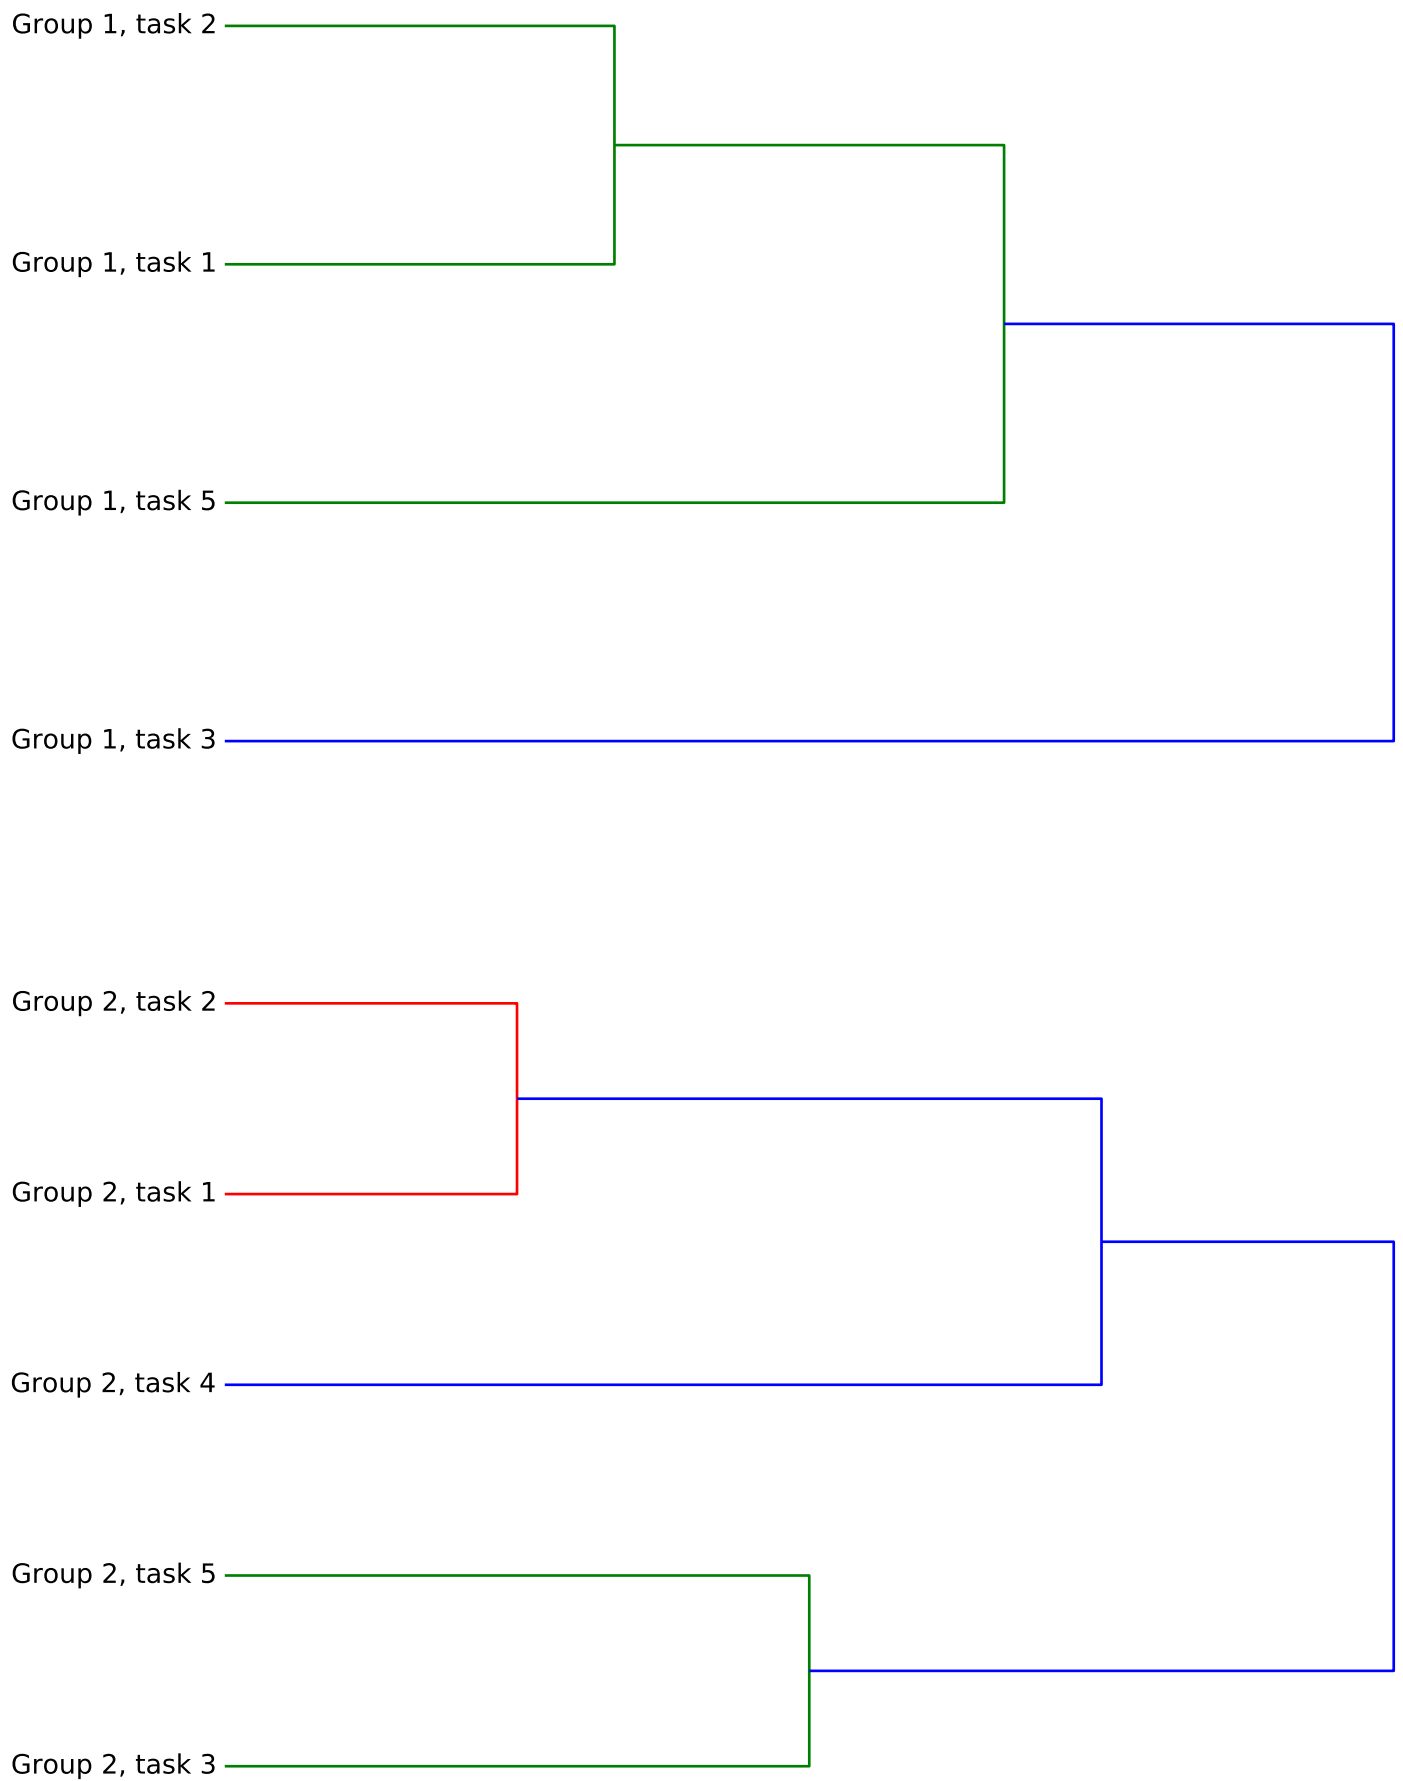 Group 1, task 2
Group 1, task 1
Group 1, task 5
Group 1, task 3
Group 2, task 2
Group 2, task 1
Group 2, task 4
Group 2, task 5
Group 2, task 3